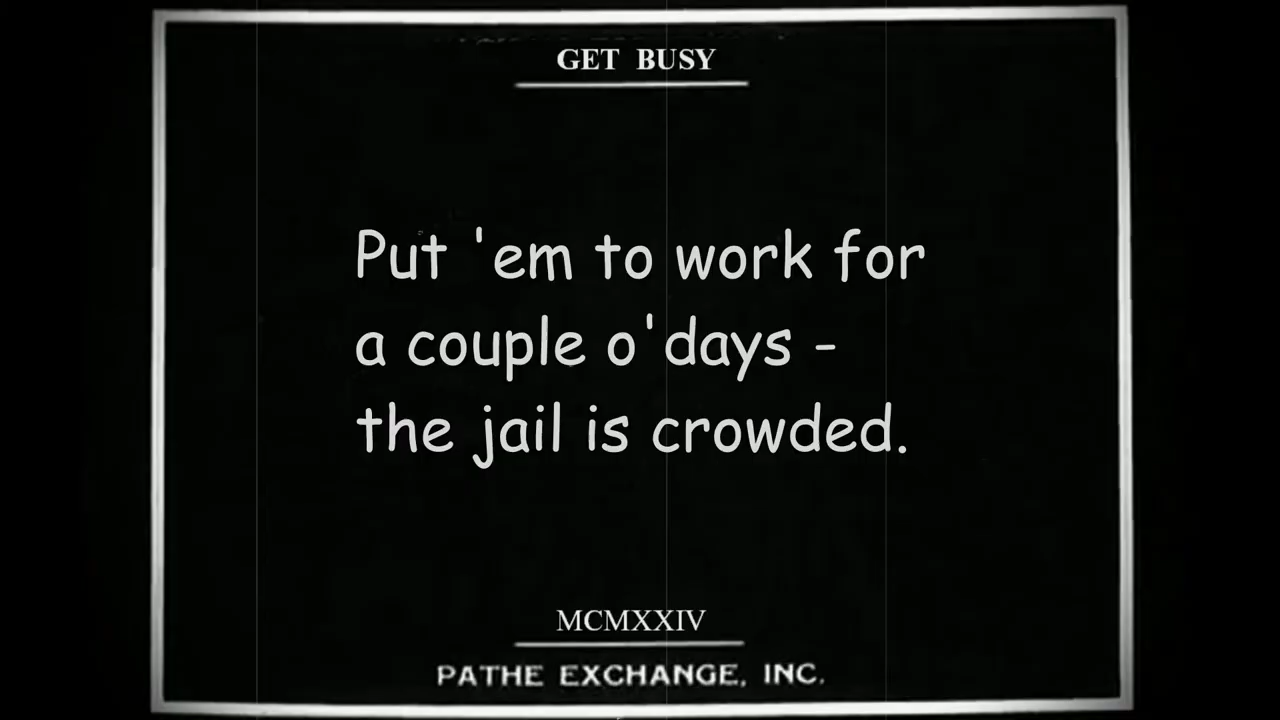 GET BUSY
Put 'em to work for
a couple o'days -
the jail is crowded.
MCMXXIV
PATHE EXCHANGE, INC.